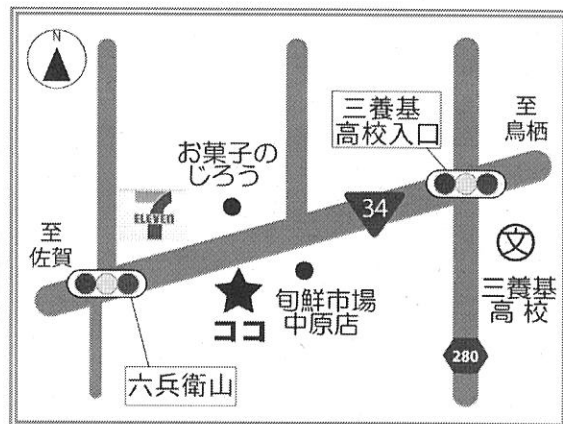 N
三養基
高校入口
至
鳥栖
お菓子の
じろう
34
7
ELEVEN
至
佐賀
文
三養基
高校
旬鮮市場
中原店
ココ
280
六兵衛山